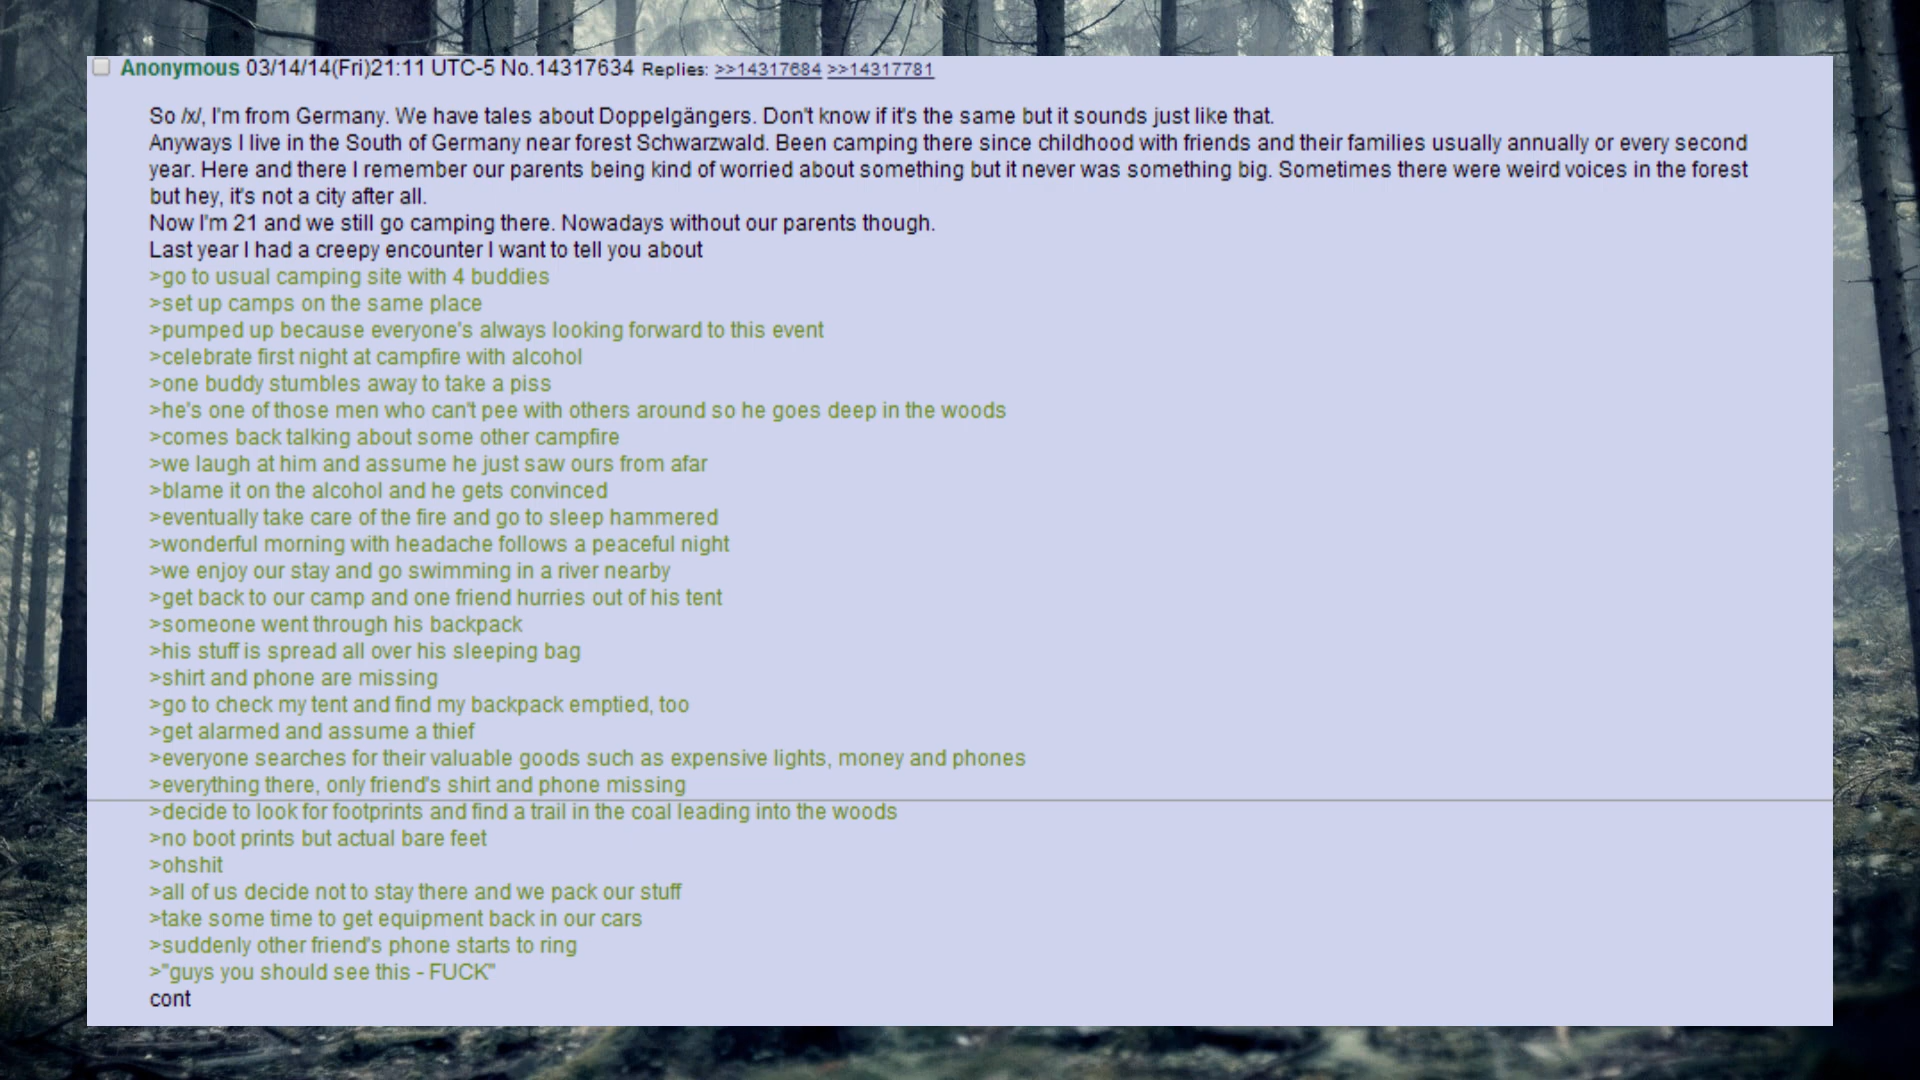 Anonymous 03/14/14(Fri)21:11 UTC-5 No.14317634 Replies: >>14317684 >>14317781
So /x/, I'm from Germany. We have tales about Doppelgängers. Don't know if it's the same but it sounds just like that.
Anyways I live in the South of Germany near forest Schwarzwald. Been camping there since childhood with friends and their families usually annually or every second
year. Here and there I remember our parents being kind of worried about something but it never was something big. Sometimes there were weird voices in the forest
but hey, it's not a city after all.
Now I'm 21 and we still go camping there. Nowadays without our parents though.
Last year I had a creepy encounter I want to tell you about
>go to usual camping site with 4 buddies
>set up camps on the same place
>pumped up because everyone's always looking forward to this event
>celebrate first night at campfire with alcohol
>one buddy stumbles away to take a piss
>he's one of those men who can't pee with others around so he goes deep in the woods
>comes back talking about some other campfire
>we laugh at him and assume he just saw ours from afar
>blame it on the alcohol and he gets convinced
>eventually take care of the fire and go to sleep hammered
>wonderful morning with headache follows a peaceful night
>we enjoy our stay and go swimming in a river nearby
>get back to our camp and one friend hurries out of his tent
>someone went through his backpack
>his stuff is spread all over his sleeping bag
>shirt and phone are missing
>go to check my tent and find my backpack emptied, too
>get alarmed and assume a thief
>everyone searches for their valuable goods such as expensive lights, money and phones
>everything there, only friend's shirt and phone missing
>decide to look for footprints and find a trail in the coal leading into the woods
>no boot prints but actual bare feet
>ohshit
>all of us decide not to stay there and we pack our stuff
>take some time to get equipment back in our cars
>suddenly other friend's phone starts to ring
>"guys you should see this - FUCK"
cont